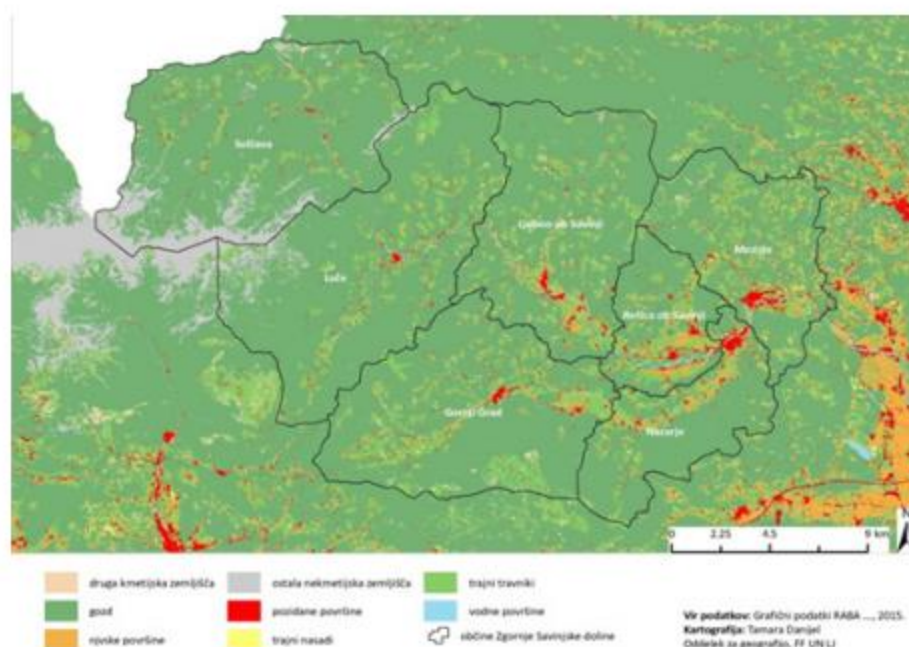 Solčava
Ljubno ob Savinji
Mozirje
Luče
Rečica ob Savinji
Gornji Grad
Nazarje
N
0 2.25 4.5 9 km
druga kmetijska zemljišča
ostala nekmetijska zemljišča
trajni travniki
gozd
pozidane površine
vodne površine
njivske površine
trajni nasadi
občine Zgornje Savinjske doline
Vir podatkov: Grafični podatki RABA ..., 2015.
Kartografija: Tamara Danijel
Oddelek za geografijo, FF UN LJ